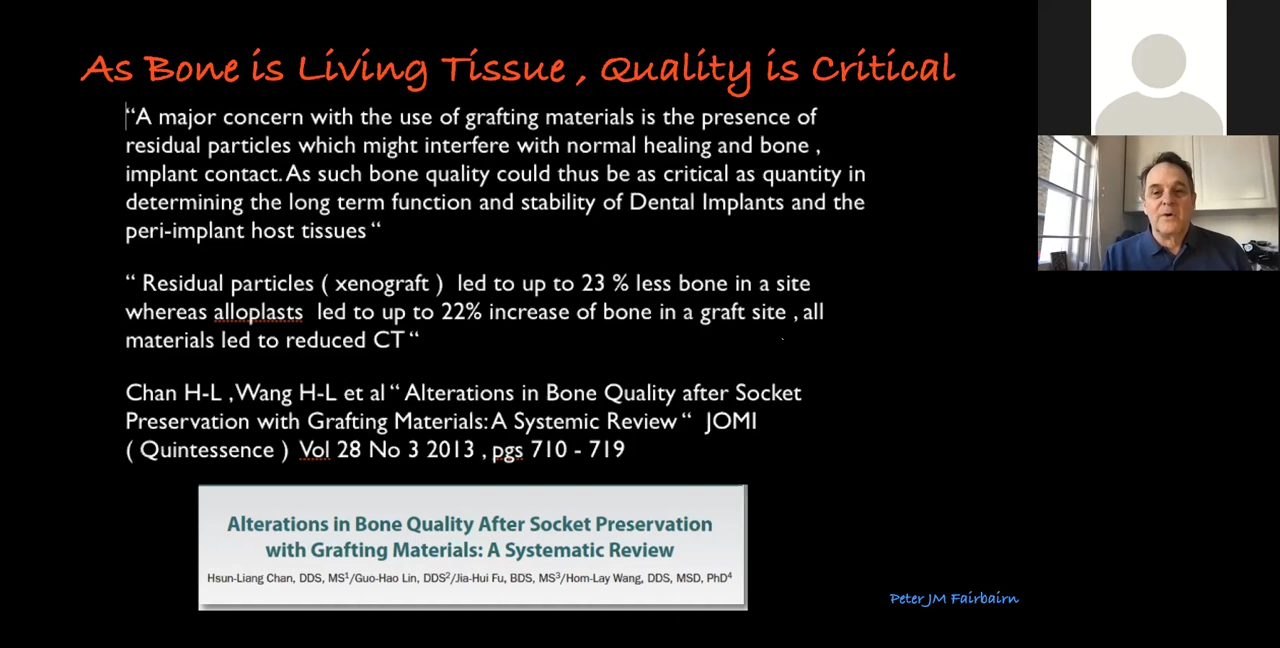 As Bone is Living Tissue , Quality is Critical
“A major concern with the use of grafting materials is the presence of
residual particles which might interfere with normal healing and bone ,
implant contact. As such bone quality could thus be as critical as quantity in
determining the long term function and stability of Dental Implants and the
peri-implant host tissues “
“ Residual particles ( xenograft )  led to up to 23 % less bone in a site
whereas alloplasts  led to up to 22% increase of bone in a graft site , all
materials led to reduced CT “
Chan H-L ,Wang H-L et al “ Alterations in Bone Quality after Socket
Preservation with Grafting Materials: A Systemic Review “  JOMI
( Quintessence )  Vol 28 No 3 2013 , pgs 710 - 719
Alterations in Bone Quality After Socket Preservation
with Grafting Materials: A Systematic Review
Hsun-Liang Chan, DDS, MS¹/Guo-Hao Lin, DDS²/Jia-Hui Fu, BDS, MS³/Hom-Lay Wang, DDS, MSD, PhD⁴
Peter JM Fairbairn